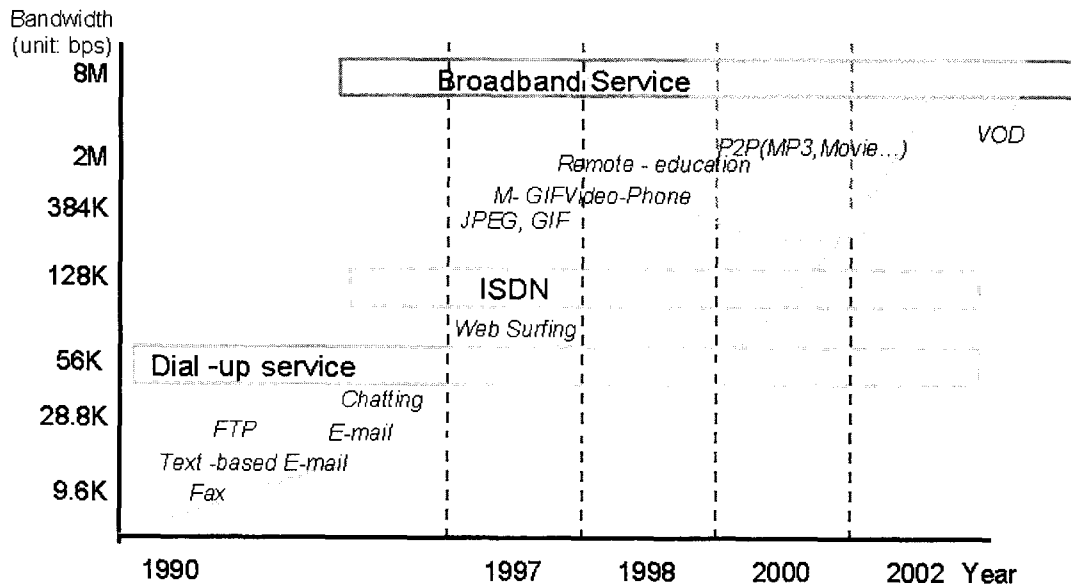 Bandwidth
(unit: bps)
8M
Broadband Service
VOD
P2P(MP3,Movie...)
2M
Remote - education
M- GIFVideo-Phone
384K
JPEG, GIF
128K
ISDN
Web Surfing
56K
Dial -up service
Chatting
28.8K
FTP
E-mail
Text -based E-mail
9.6K
Fax
1990
1997
1998
2000
2002
Year